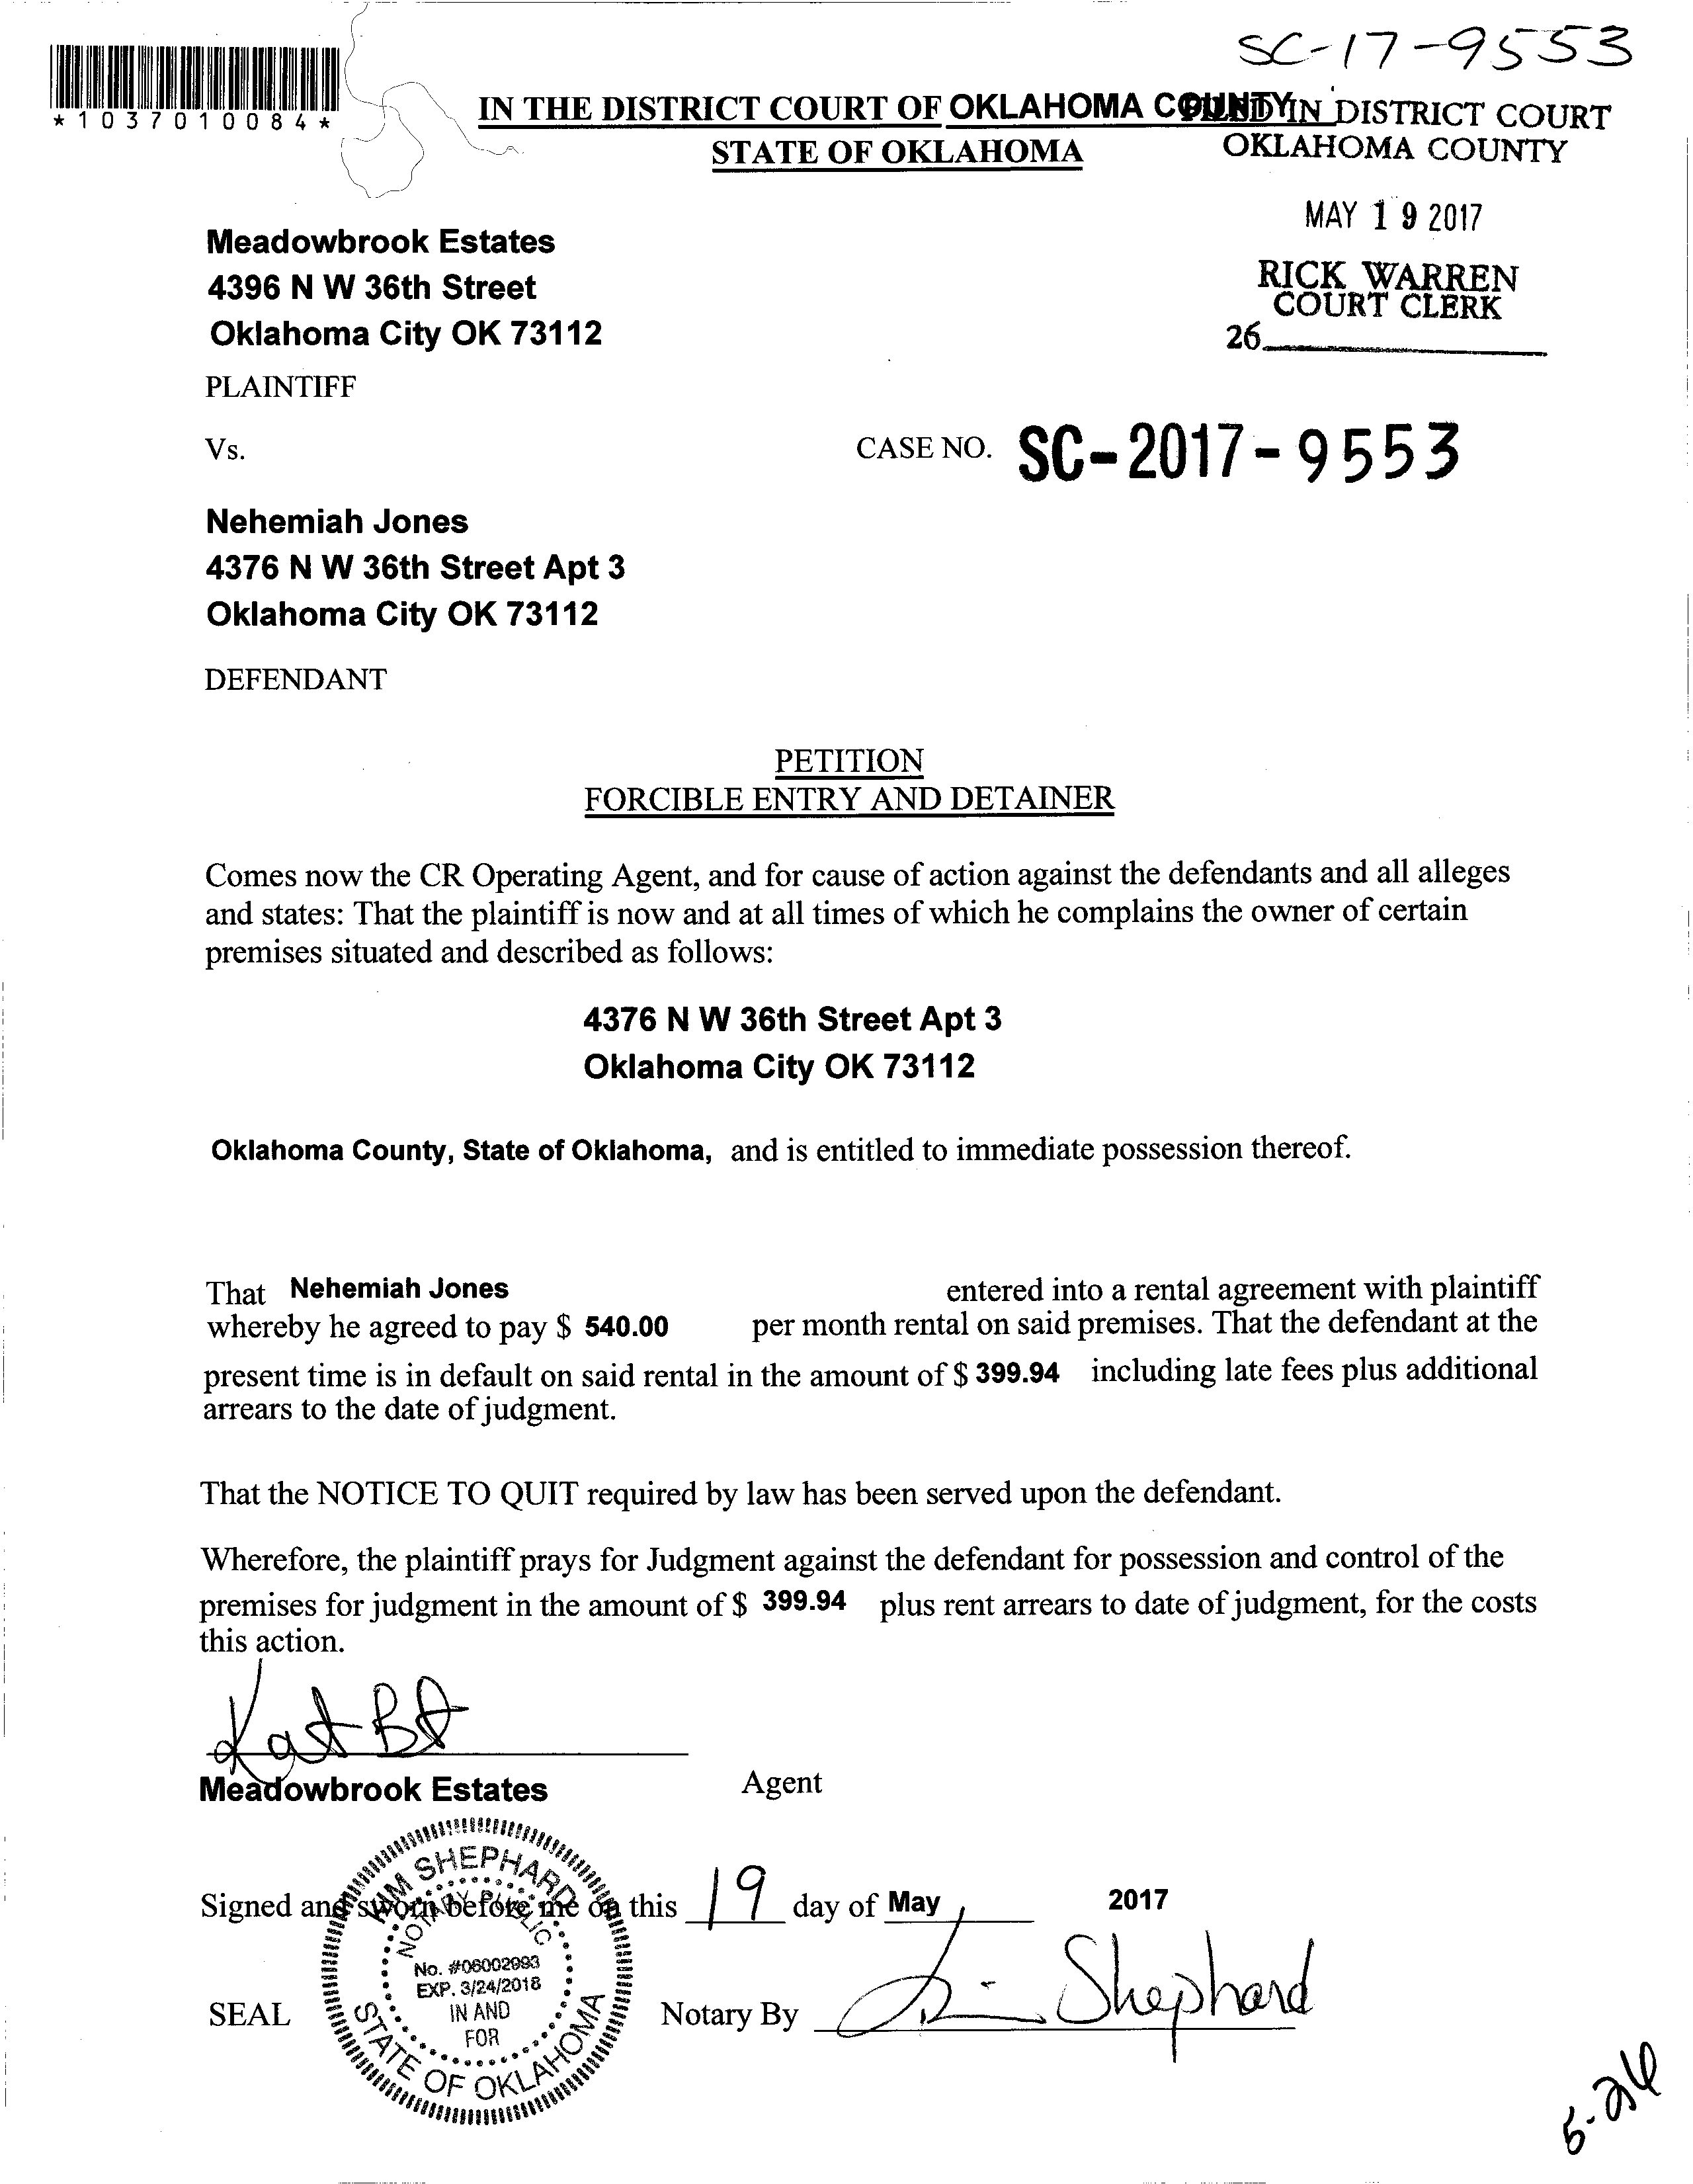 SC-17-9553
*1037010084*
IN THE DISTRICT COURT OF OKLAHOMA COUNTY
STATE OF OKLAHOMA
FILED IN DISTRICT COURT
OKLAHOMA COUNTY
MAY 19 2017
RICK WARREN
COURT CLERK
26
Meadowbrook Estates
4396 N W 36th Street
Oklahoma City OK 73112
PLAINTIFF
Vs.
CASE NO. SC-2017-9553
Nehemiah Jones
4376 N W 36th Street Apt 3
Oklahoma City OK 73112
DEFENDANT
PETITION
FORCIBLE ENTRY AND DETAINER
Comes now the CR Operating Agent, and for cause of action against the defendants and all alleges
and states: That the plaintiff is now and at all times of which he complains the owner of certain
premises situated and described as follows:
4376 N W 36th Street Apt 3
Oklahoma City OK 73112
Oklahoma County, State of Oklahoma, and is entitled to immediate possession thereof.
That Nehemiah Jones entered into a rental agreement with plaintiff
whereby he agreed to pay $ 540.00 per month rental on said premises. That the defendant at the
present time is in default on said rental in the amount of $ 399.94 including late fees plus additional
arrears to the date of judgment.
That the NOTICE TO QUIT required by law has been served upon the defendant.
Wherefore, the plaintiff prays for Judgment against the defendant for possession and control of the
premises for judgment in the amount of $ 399.94 plus rent arrears to date of judgment, for the costs
this action.
Meadowbrook Estates Agent
Signed and sworn before me on this 19 day of May 2017
KIM SHEPHARD
NOTARY PUBLIC
No. #06002993
EXP. 3/24/2018
IN AND
FOR
STATE OF OKLAHOMA
SEAL
Notary By Kim Shephard
5-26